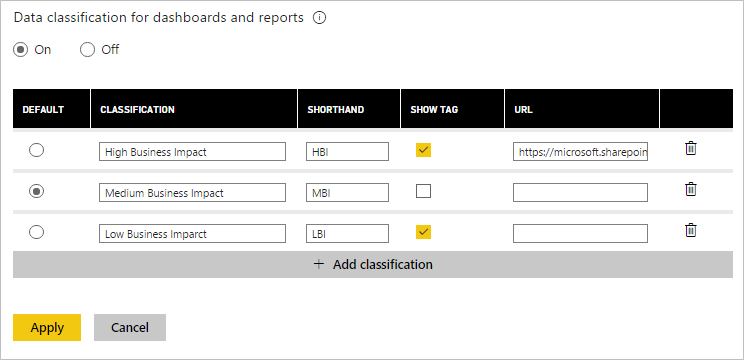 Data classification for dashboards and reports
On Off
DEFAULT CLASSIFICATION SHORTHAND SHOW TAG URL
High Business Impact HBI https://microsoft.sharepoin
Medium Business Impact MBI
Low Business Imparct LBI
+ Add classification
Apply Cancel